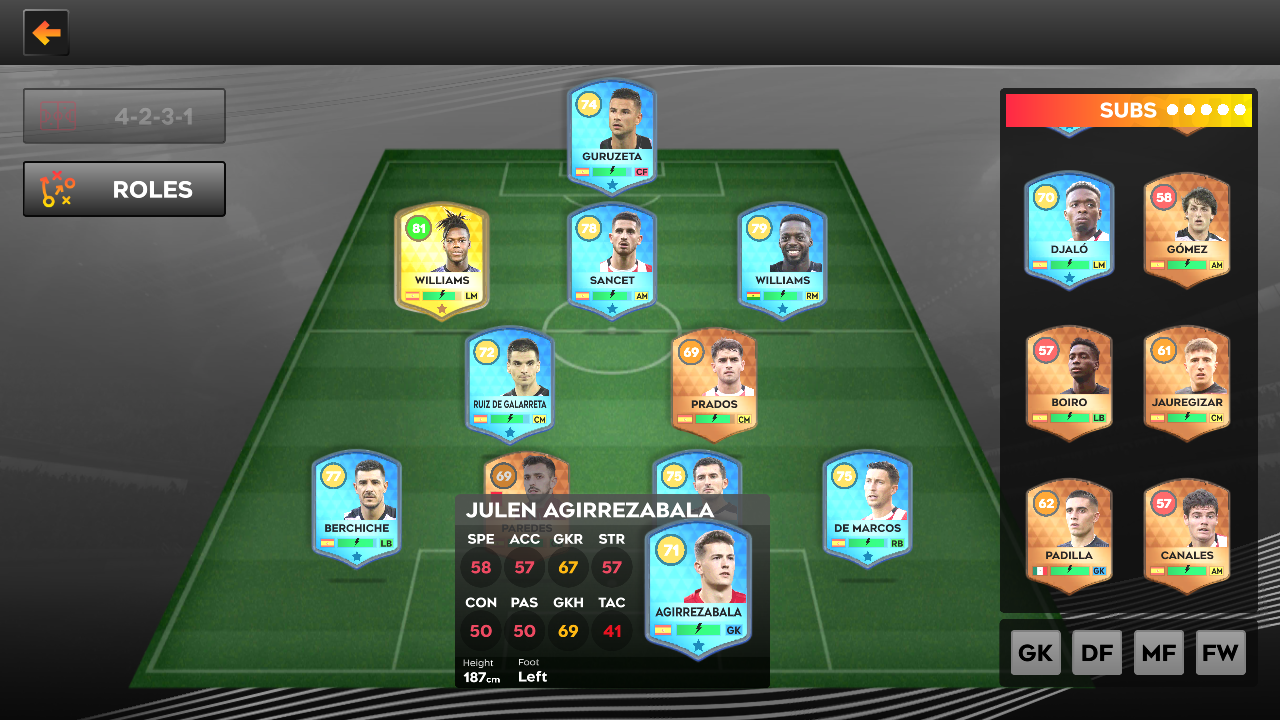 4-2-3-1
ROLES
74
GURUZETA
CF
81
WILLIAMS
LM
78
SANCET
AM
79
WILLIAMS
RM
72
RUIZ DE GALARRETA
CM
69
PRADOS
CM
77
BERCHICHE
LB
69
PAREDES
75
75
DE MARCOS
RB
JULEN AGIRREZABALA
SPE ACC GKR STR
58 57 67 57
CON PAS GKH TAC
50 50 69 41
Height Foot
187cm Left
71
AGIRREZABALA
GK
SUBS
70
DJALÓ
LM
58
GÓMEZ
AM
57
BOIRO
LB
61
JAUREGIZAR
CM
62
PADILLA
GK
57
CANALES
AM
GK DF MF FW